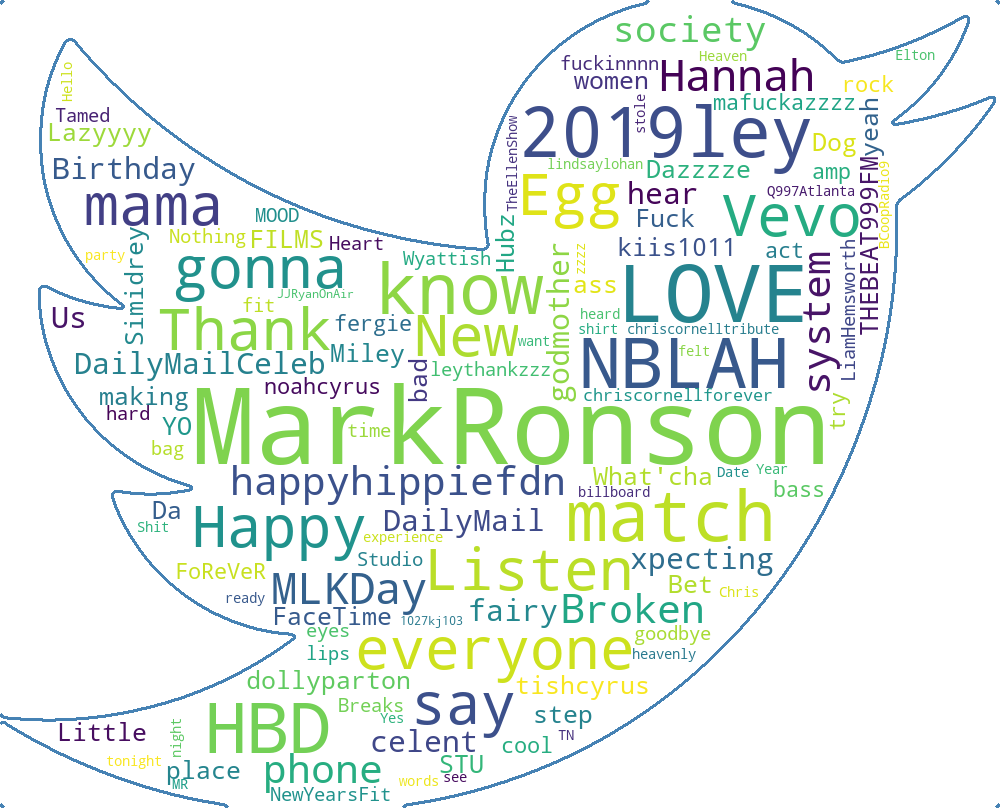 society
fuckinnnn
Heaven
Elton
Hello
women
Hannah
rock
Tamed
2019ley
stole
mafuckazzzz
yeah
Lazyyyy
TheEllenShow
Dog
Birthday
lindsaylohan
Dazzzze
amp
mama
Egg
hear
Q997Atlanta
BCoopRadio9
MOOD
Hubz
Fuck
Vevo
THEBEAT999FM
Nothing
FILMS
Heart
kiis1011
act
party
Simidrey
gonna
Wyattish
zzzz
ass
LOVE
system
LiamHemsworth
JJRyanOnAir
know
godmother
Us
fit
heard
Thank
fergie
New
want
shirt
chriscornelltribute
DailyMailCeleb
Miley
leythankzzz
NBLAH
felt
making
noahcyrus
bad
chriscornellforever
try
hard
YO
MarkRonson
time
bag
happyhippiefdn
What'cha
Date
Year
billboard
bass
Da
Shit
Happy
DailyMail
match
experience
Studio
xpecting
FoReVeR
MLKDay
Listen
Bet
Chris
ready
FaceTime
1027kj103
fairy
Broken
eyes
everyone
goodbye
lips
heavenly
dollyparton
tishcyrus
Breaks
Yes
say
step
Little
night
HBD
celent
cool
TN
tonight
place
MR
phone
words
STU
see
NewYearsFit